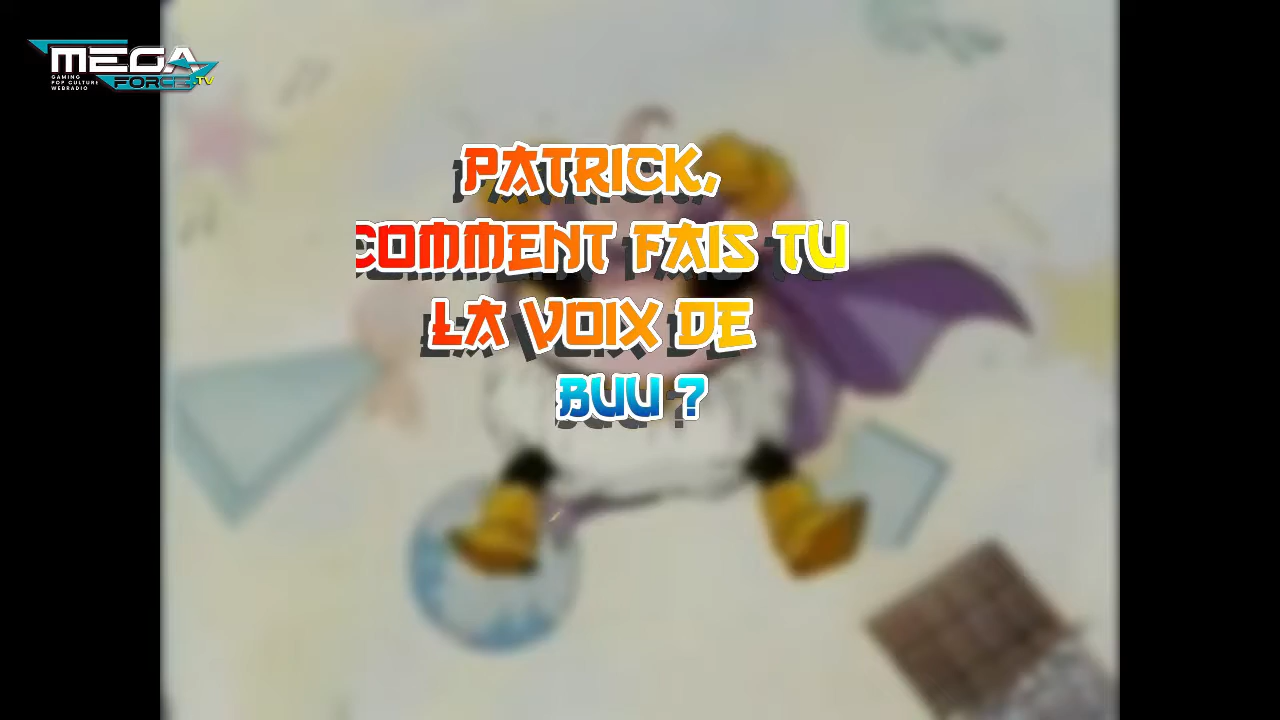 MEGA
FORCE.TV
GAMING
POP CULTURE
WEBRADIO
PATRICK,
COMMENT FAIS TU
LA VOIX DE
BUU ?